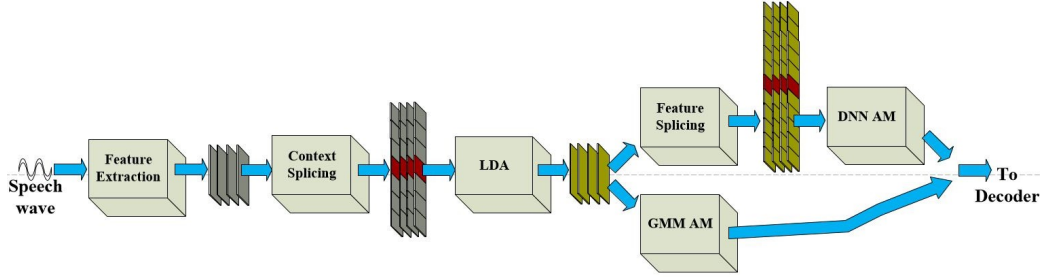 Speech
wave
Feature
Extraction
Context
Splicing
LDA
Feature
Splicing
DNN AM
GMM AM
To
Decoder